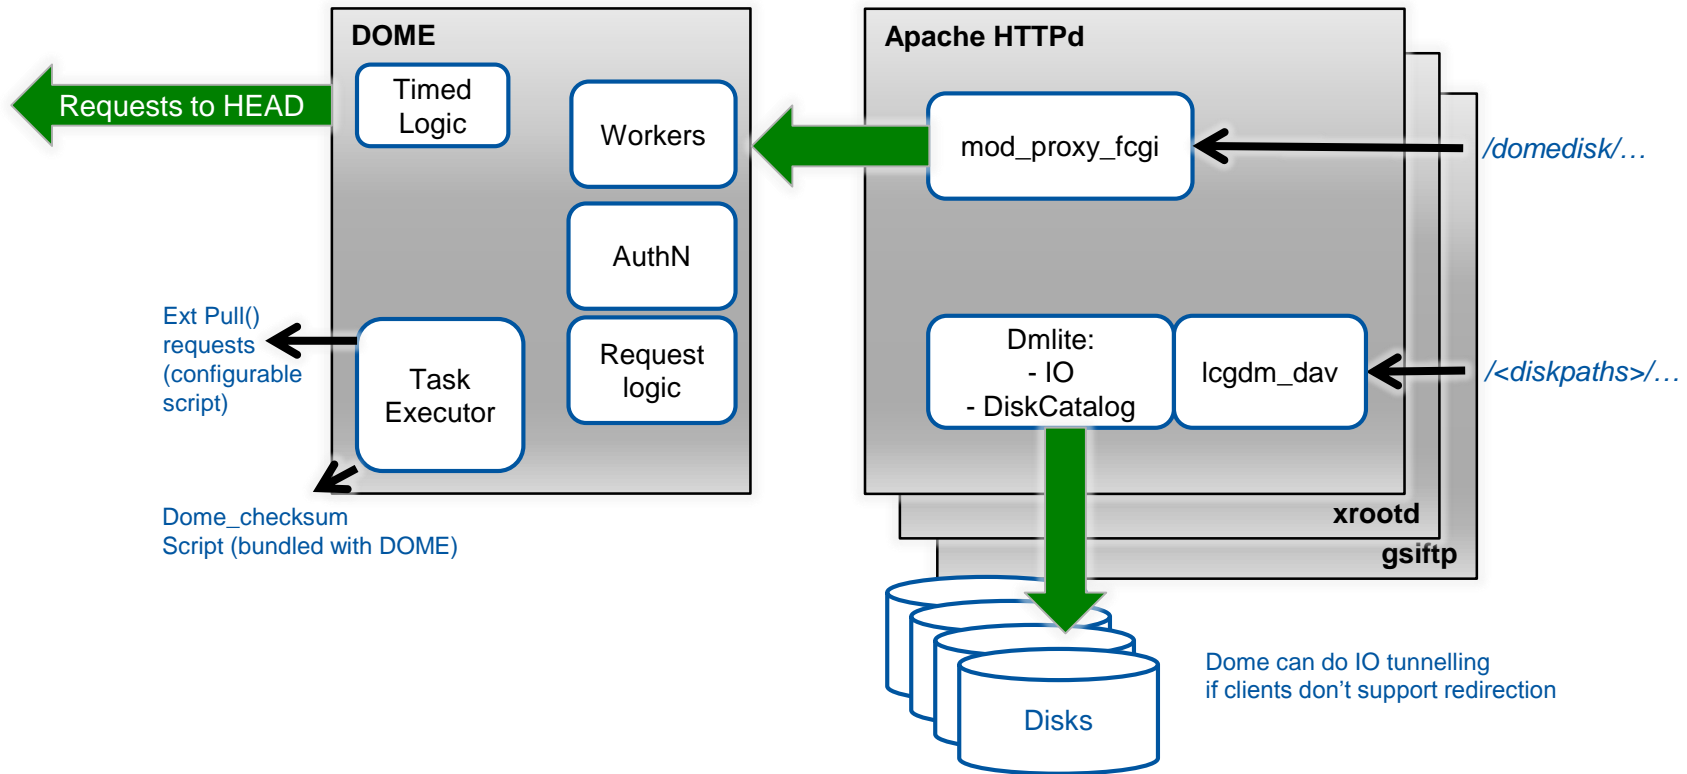 DOME
Timed
Logic
Requests to HEAD
Workers
AuthN
Request
logic
Task
Executor
Ext Pull()
requests
(configurable
script)
Dome_checksum
Script (bundled with DOME)
Apache HTTPd
mod_proxy_fcgi
/domedisk/…
Dmlite:
- IO
- DiskCatalog
lcgdm_dav
/<diskpaths>/…
xrootd
gsiftp
Disks
Dome can do IO tunnelling
if clients don’t support redirection